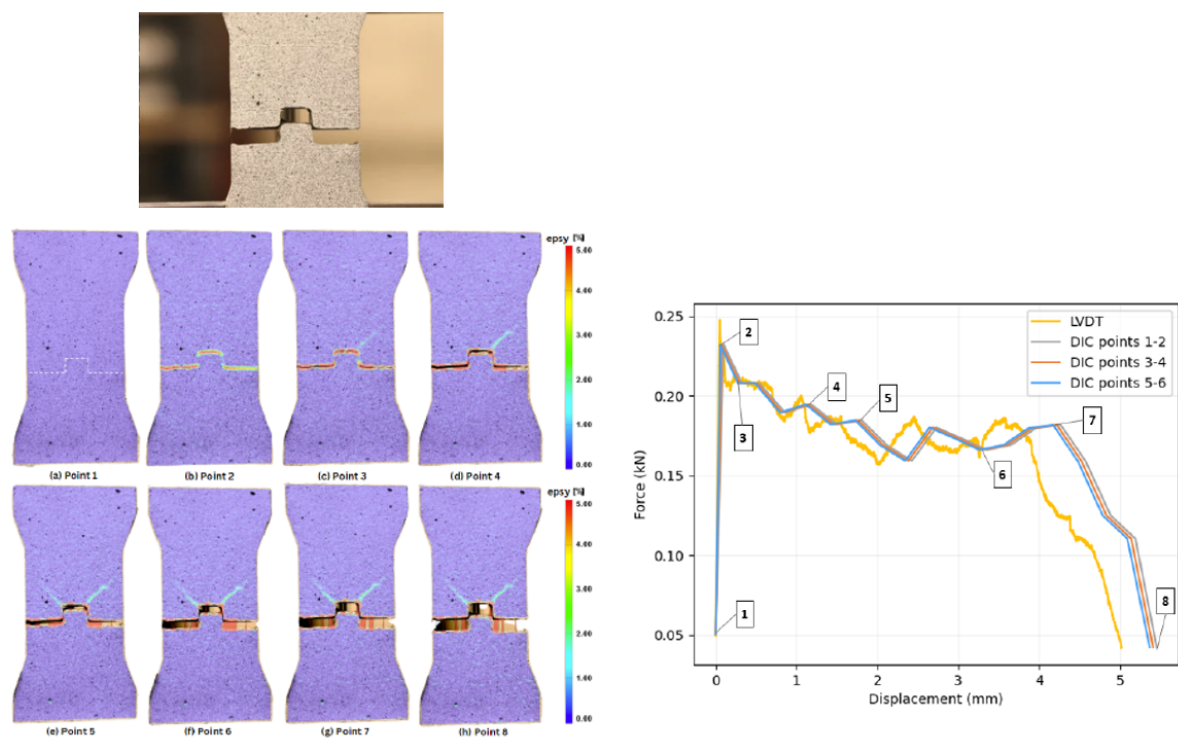 epsy [%]
5.00
4.00
3.00
2.00
1.00
0.00
(a) Point 1
(b) Point 2
(c) Point 3
(d) Point 4
epsy [%]
5.00
4.00
3.00
2.00
1.00
0.00
(e) Point 5
(f) Point 6
(g) Point 7
(h) Point 8
LVDT
DIC points 1-2
DIC points 3-4
DIC points 5-6
0.25
0.20
0.15
0.10
0.05
Force (kN)
0
1
2
3
4
5
Displacement (mm)
1
2
3
4
5
6
7
8